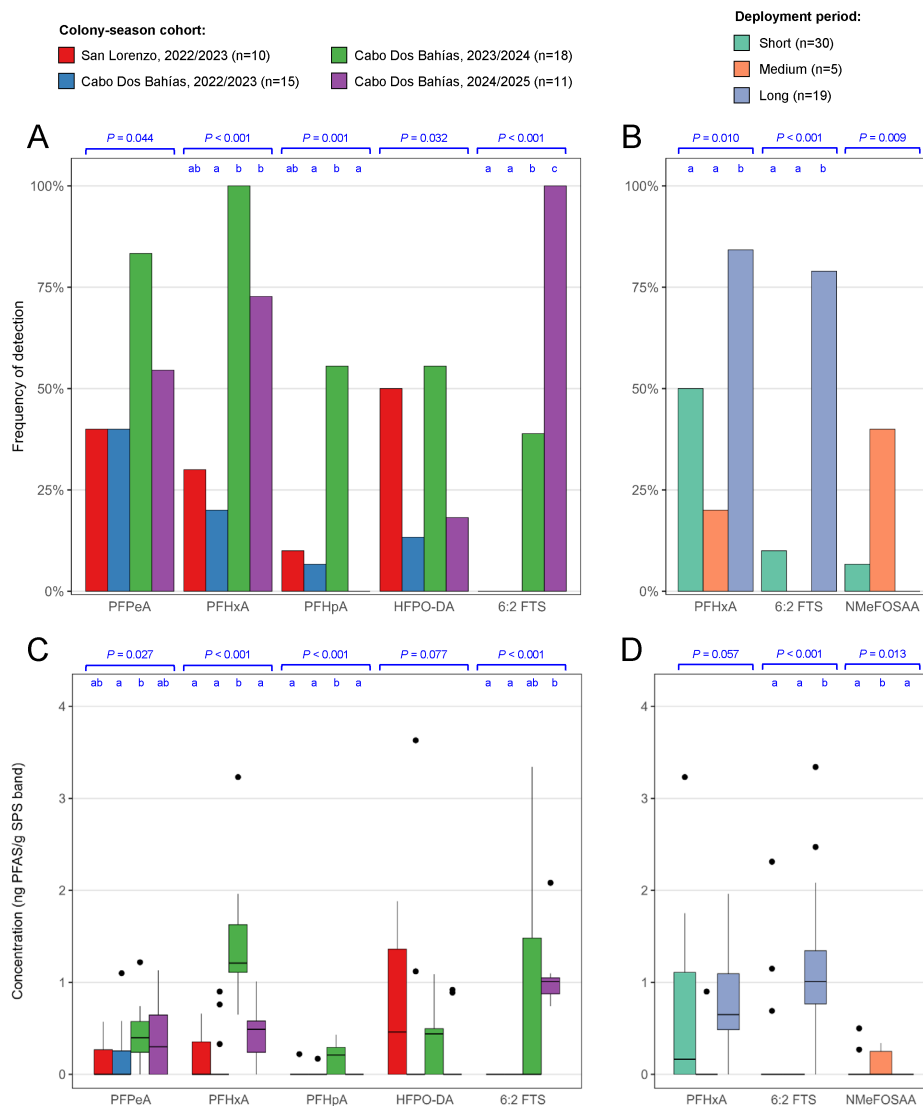 Colony-season cohort:
San Lorenzo, 2022/2023 (n=10)
Cabo Dos Bahías, 2022/2023 (n=15)
Cabo Dos Bahías, 2023/2024 (n=18)
Cabo Dos Bahías, 2024/2025 (n=11)
Deployment period:
Short (n=30)
Medium (n=5)
Long (n=19)
A
P = 0.044 P < 0.001 P = 0.001 P = 0.032 P < 0.001
ab a b b ab a b a a a b c
100%
75%
50%
25%
0%
Frequency of detection
PFPeA PFHxA PFHpA HFPO-DA 6:2 FTS
B
P = 0.010 P < 0.001 P = 0.009
a a b a a b
100%
75%
50%
25%
0%
PFHxA 6:2 FTS NMeFOSAA
C
P = 0.027 P < 0.001 P < 0.001 P = 0.077 P < 0.001
ab a b ab a a b a a a b a a a ab b
4
3
2
1
0
Concentration (ng PFAS/g SPS band)
PFPeA PFHxA PFHpA HFPO-DA 6:2 FTS
D
P = 0.057 P < 0.001 P = 0.013
a a b a b a
4
3
2
1
0
PFHxA 6:2 FTS NMeFOSAA